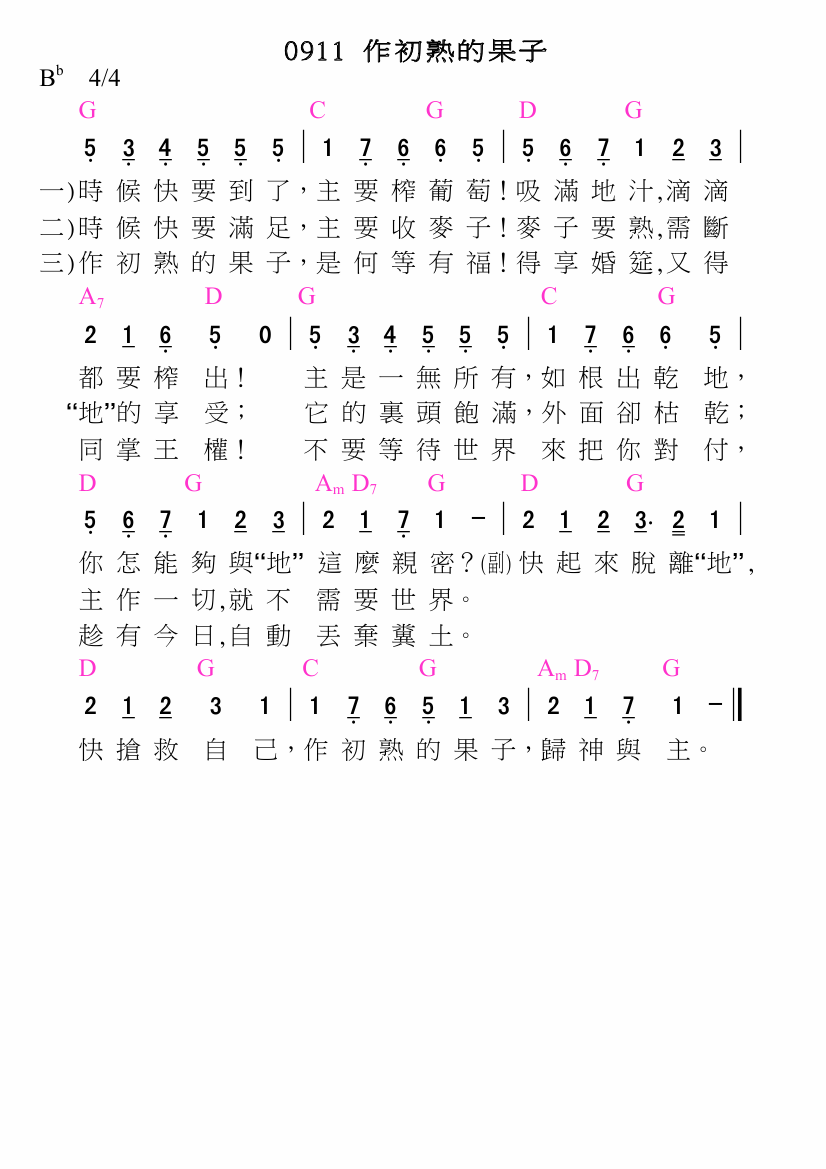 0911 作初熟的果子
Bb 4/4
G C G D G
5 3 4 5 5 5 | 1 7 6 6 5 | 5 6 7 1 2 3 |
一)時候快要到了，主要榨葡萄!吸滿地汁,滴滴
二)時候快要滿足，主要收麥子!麥子要熟,需斷
三)作初熟的果子，是何等有福!得享婚筵,又得
A7 D G C G
2 1 6 5 0 | 5 3 4 5 5 5 | 1 7 6 6 5 |
都要榨出! 主是一無所有，如根出乾地，
“地”的享受； 它的裏頭飽滿，外面卻枯乾；
同掌王權! 不要等待世界 來把你對付，
D G Am D7 G D G
5 6 7 1 2 3 | 2 1 7 1 - | 2 1 2 3. 2 1 |
你怎能夠與“地” 這麼親密？(副)快起來脫離“地”,
主作一切,就不 需要世界。
趁有今日,自動 丟棄糞土。
D G C G Am D7 G
2 1 2 3 1 | 1 7 6 5 1 3 | 2 1 7 1 - ‖
快搶救 自 己，作初熟的果子，歸神與 主。